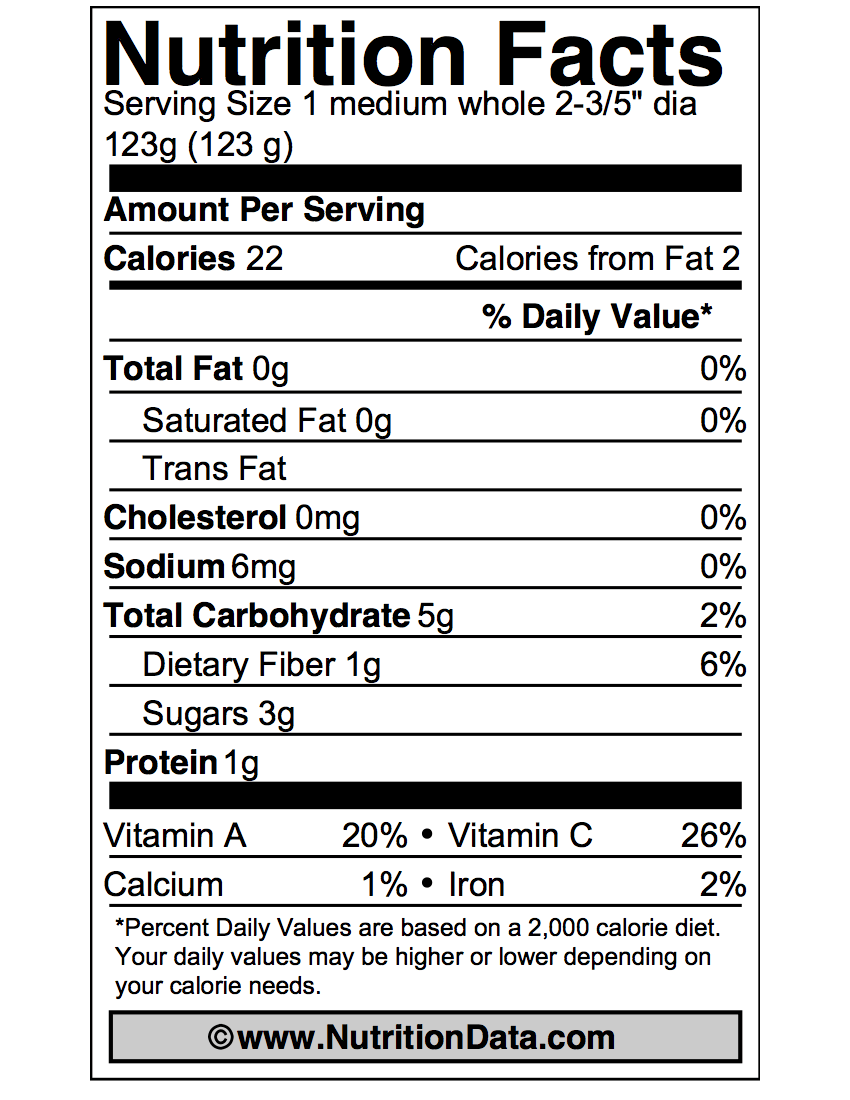 Nutrition Facts
Serving Size 1 medium whole 2-3/5" dia
123g (123 g)
Amount Per Serving
Calories 22 Calories from Fat 2
% Daily Value*
Total Fat 0g 0%
Saturated Fat 0g 0%
Trans Fat
Cholesterol 0mg 0%
Sodium 6mg 0%
Total Carbohydrate 5g 2%
Dietary Fiber 1g 6%
Sugars 3g
Protein 1g
Vitamin A 20% • Vitamin C 26%
Calcium 1% • Iron 2%
*Percent Daily Values are based on a 2,000 calorie diet.
Your daily values may be higher or lower depending on
your calorie needs.
©www.NutritionData.com